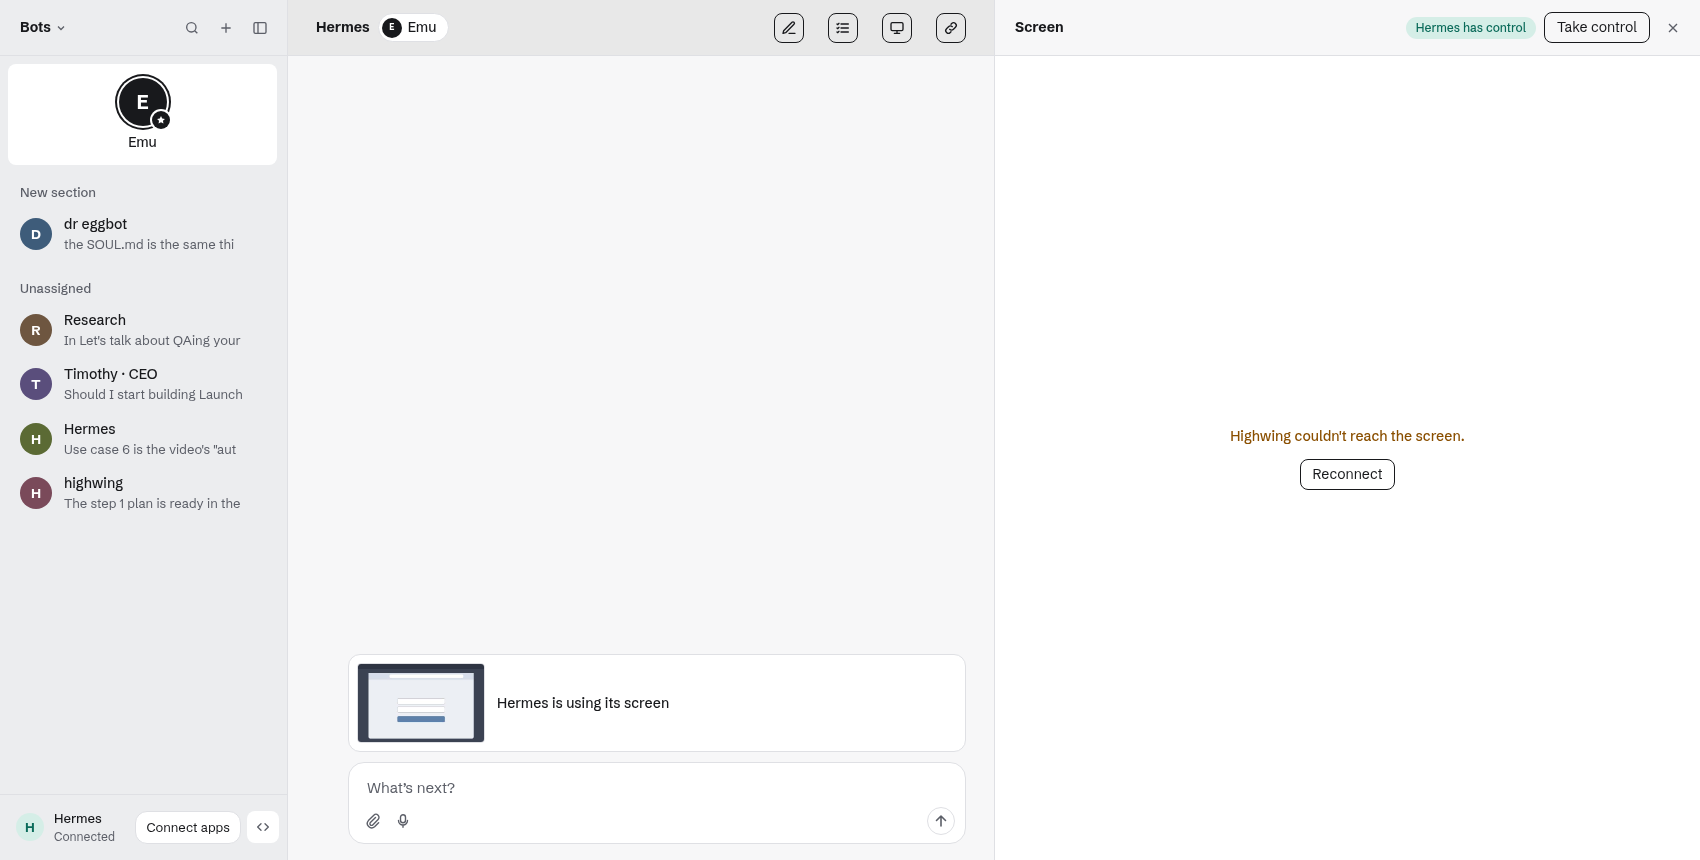 Bots
E
Emu
New section
D
dr eggbot
the SOUL.md is the same thi
Unassigned
R
Research
In Let's talk about QAing your
T
Timothy · CEO
Should I start building Launch
H
Hermes
Use case 6 is the video's "aut
H
highwing
The step 1 plan is ready in the
H
Hermes
Connected
Connect apps
Hermes
E
Emu
Hermes is using its screen
What's next?
Screen
Hermes has control
Take control
Highwing couldn't reach the screen.
Reconnect